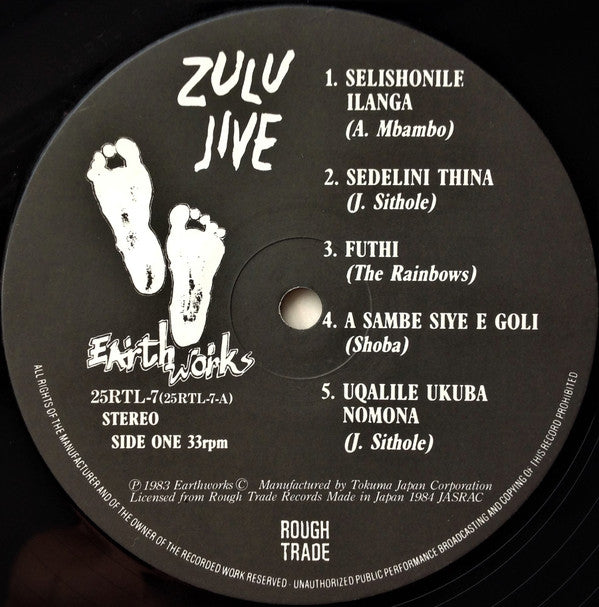 ZULU
JIVE
EarthWorks
25RTL-7(25RTL-7-A)
STEREO
SIDE ONE 33rpm
1. SELISHONILE
ILANGA
(A. Mbambo)
2. SEDELINI THINA
(J. Sithole)
3. FUTHI
(The Rainbows)
4. A SAMBE SIYE E GOLI
(Shoba)
5. UQALILE UKUBA
NOMONA
(J. Sithole)
Ⓟ1983 Earthworks Ⓒ Manufactured by Tokuma Japan Corporation
Licensed from Rough Trade Records Made in Japan 1984 JASRAC
ROUGH
TRADE
ALL RIGHTS OF THE MANUFACTURER AND OF THE OWNER OF THE RECORDED WORK RESERVED · UNAUTHORIZED PUBLIC PERFORMANCE BROADCASTING AND COPYING OF THIS RECORD PROHIBITED